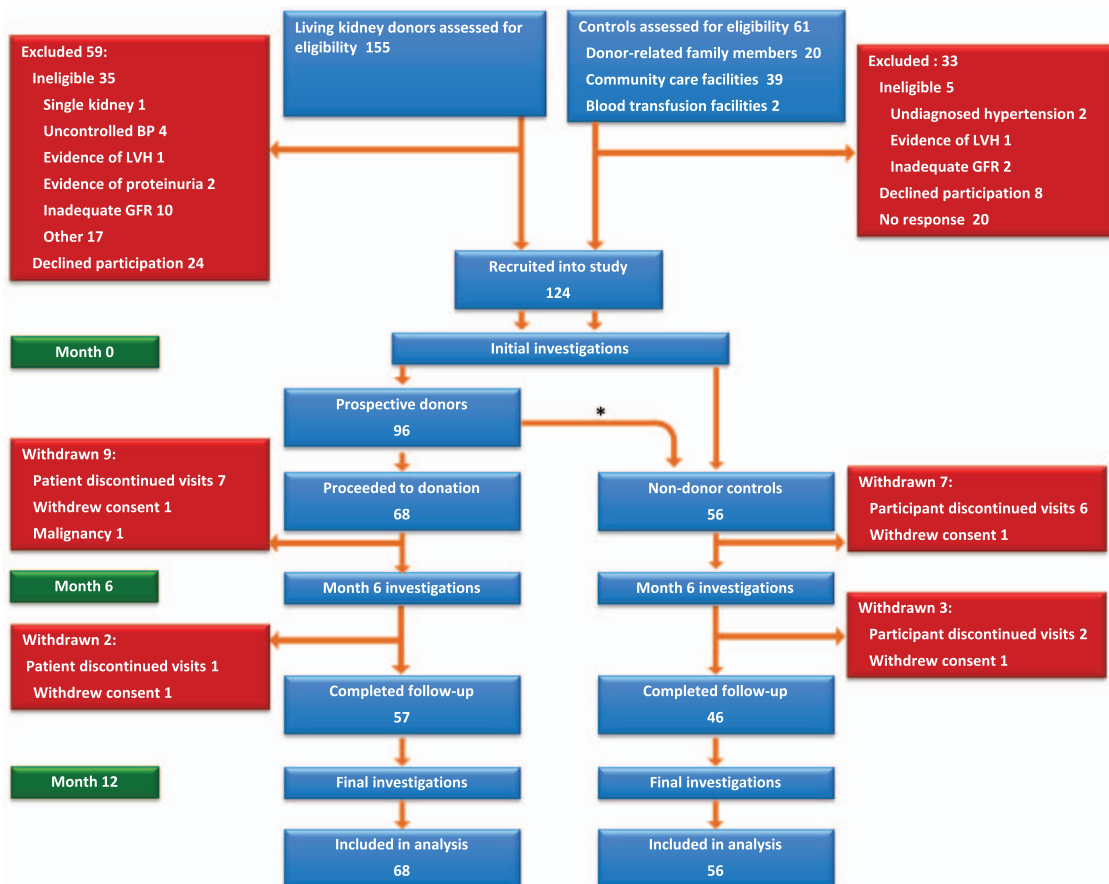 Living kidney donors assessed for
eligibility 155
Controls assessed for eligibility 61
Donor-related family members 20
Community care facilities 39
Blood transfusion facilities 2
Excluded 59:
Ineligible 35
Single kidney 1
Uncontrolled BP 4
Evidence of LVH 1
Evidence of proteinuria 2
Inadequate GFR 10
Other 17
Declined participation 24
Excluded : 33
Ineligible 5
Undiagnosed hypertension 2
Evidence of LVH 1
Inadequate GFR 2
Declined participation 8
No response 20
Recruited into study
124
Month 0
Initial investigations
Prospective donors
96
*
Withdrawn 9:
Patient discontinued visits 7
Withdrew consent 1
Malignancy 1
Proceeded to donation
68
Non-donor controls
56
Withdrawn 7:
Participant discontinued visits 6
Withdrew consent 1
Month 6
Month 6 investigations
Month 6 investigations
Withdrawn 2:
Patient discontinued visits 1
Withdrew consent 1
Withdrawn 3:
Participant discontinued visits 2
Withdrew consent 1
Completed follow-up
57
Completed follow-up
46
Month 12
Final investigations
Final investigations
Included in analysis
68
Included in analysis
56